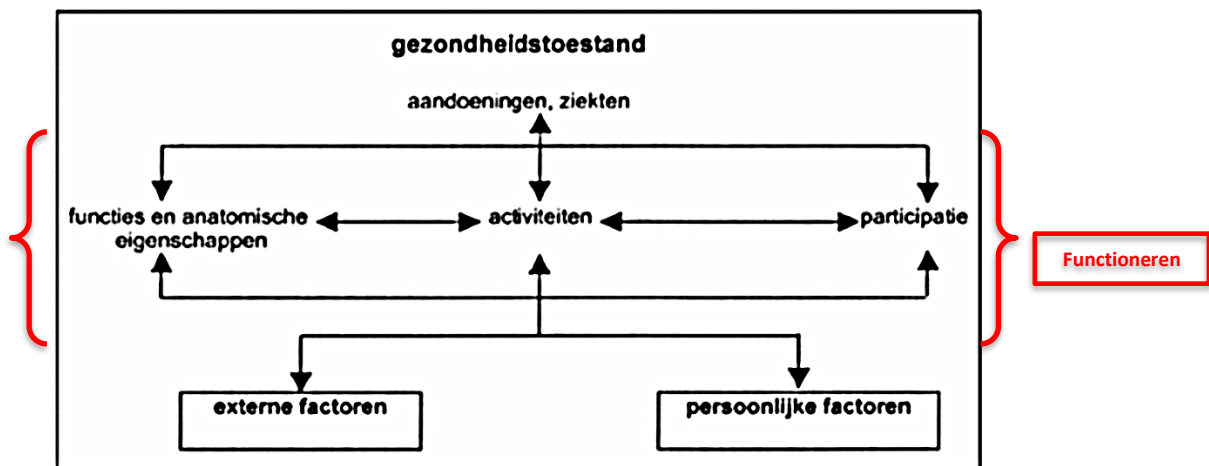 gezondheidstoestand
aandoeningen, ziekten
functies en anatomische
eigenschappen
activiteiten
participatie
Functioneren
externe factoren
persoonlijke factoren